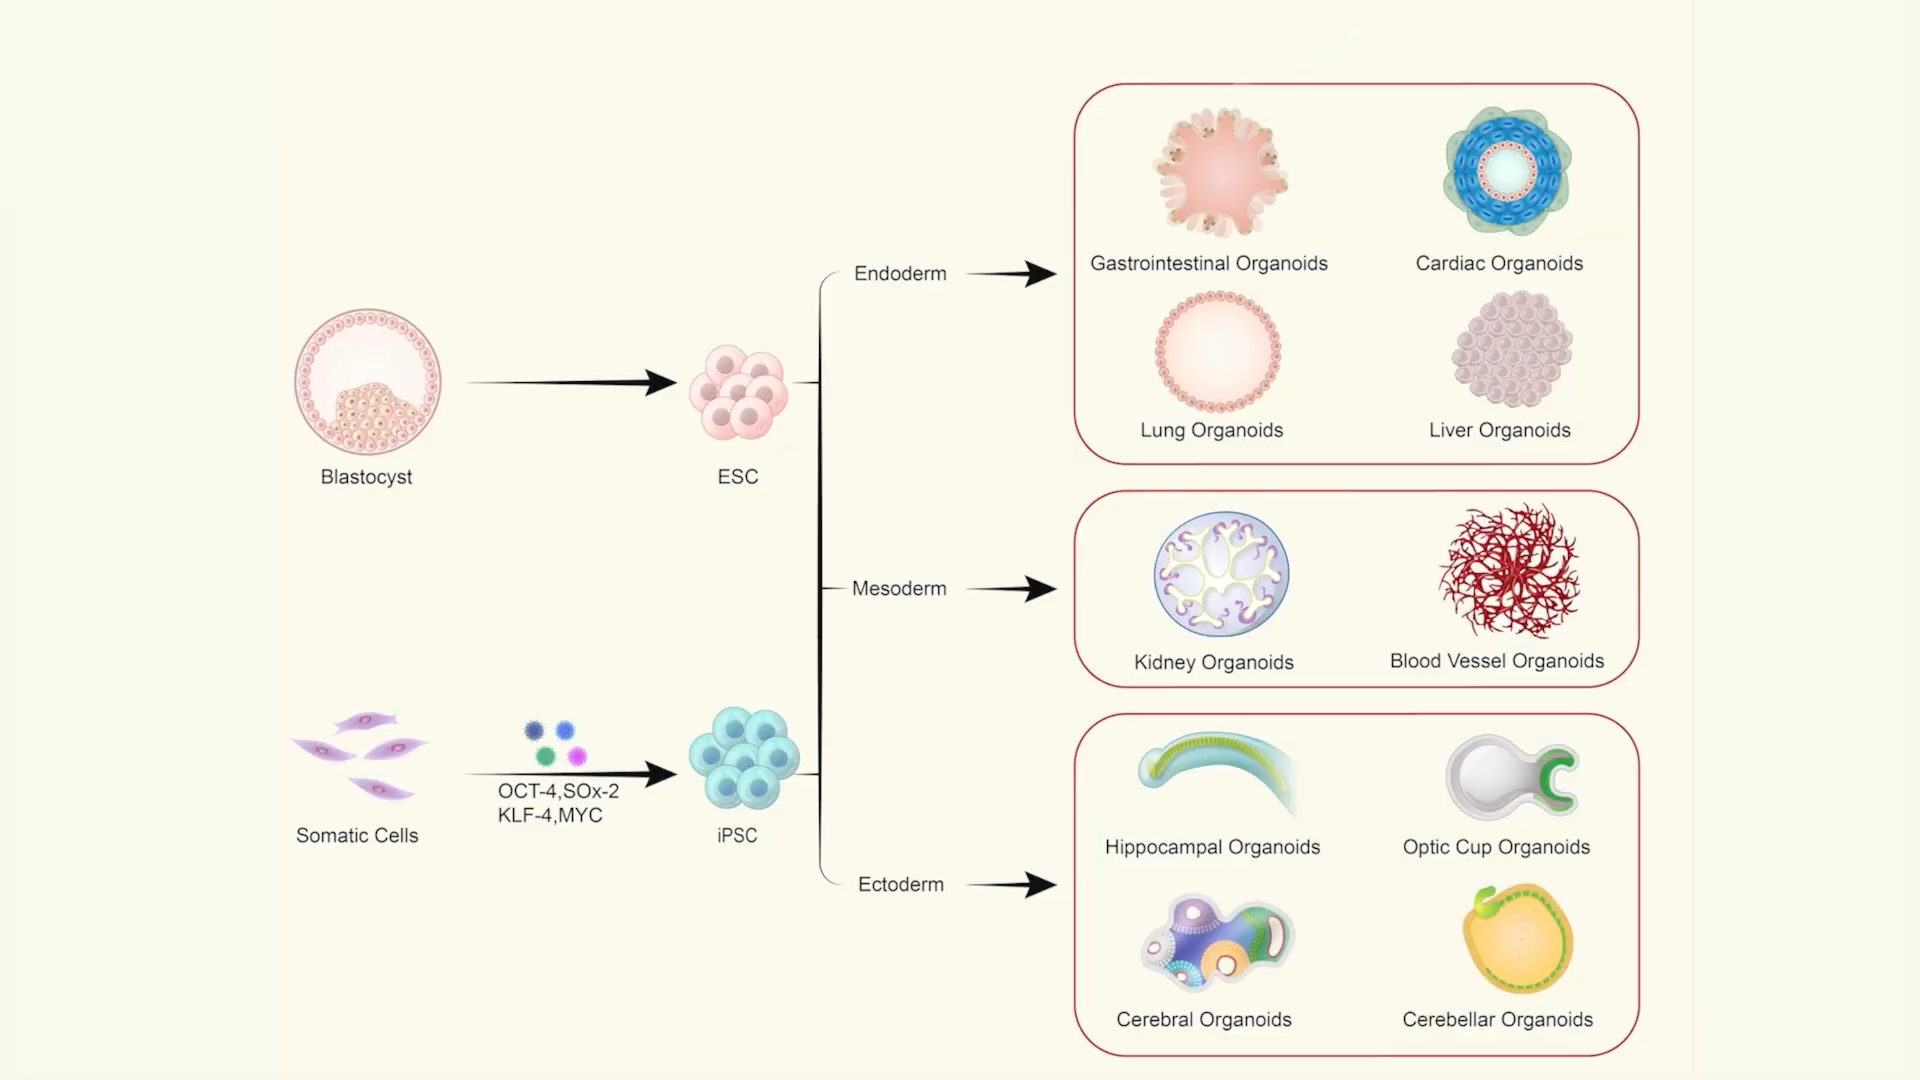 Blastocyst
ESC
Somatic Cells
OCT-4,SOx-2
KLF-4,MYC
iPSC
Endoderm
Mesoderm
Ectoderm
Gastrointestinal Organoids
Cardiac Organoids
Lung Organoids
Liver Organoids
Kidney Organoids
Blood Vessel Organoids
Hippocampal Organoids
Optic Cup Organoids
Cerebral Organoids
Cerebellar Organoids